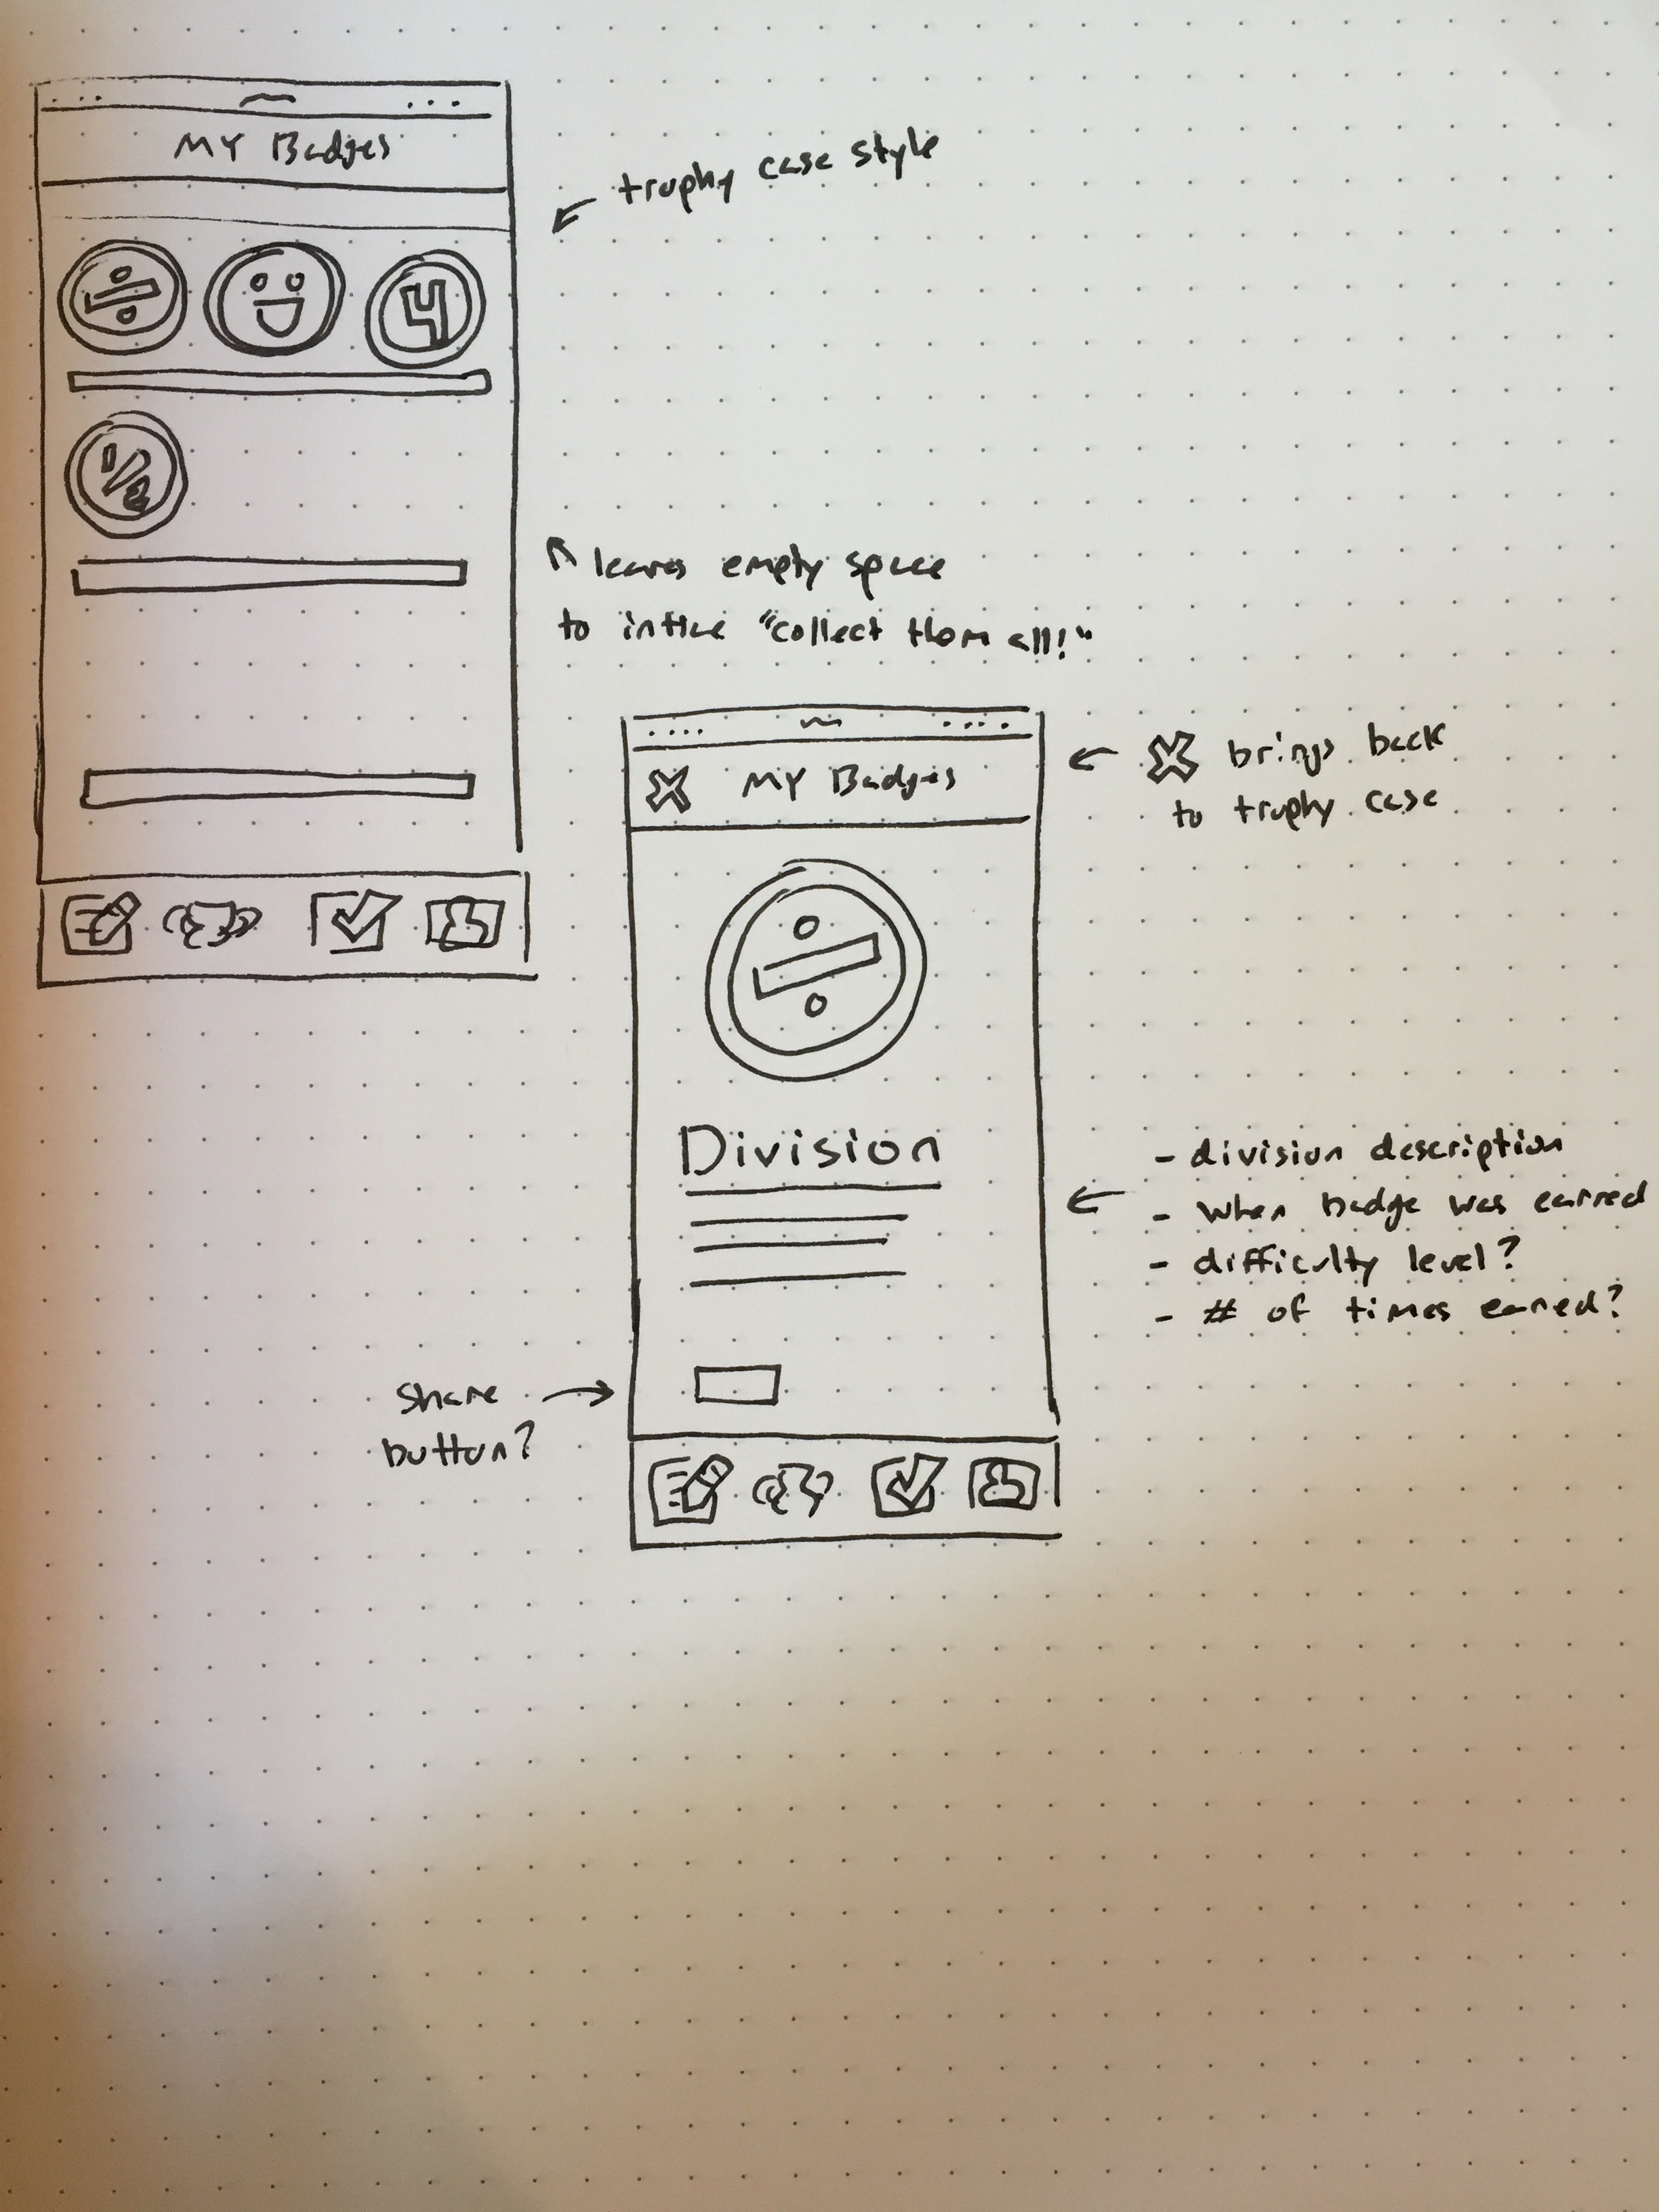 MY Badges
trophy case style
4
1/2
leaves empty space
to intice "collect them all!"
MY Badges
brings back
to trophy case
Division
- division description
- when badge was earned
- difficulty level?
- # of times earned?
share
button?